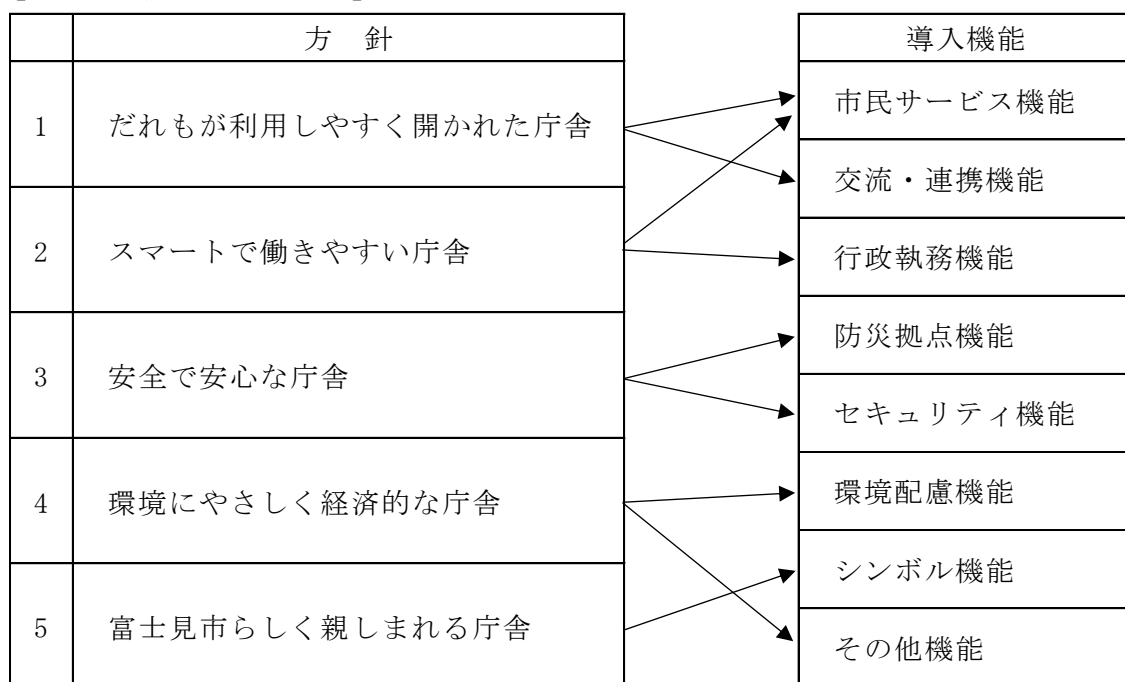 方 針
1 だれもが利用しやすく開かれた庁舎
2 スマートで働きやすい庁舎
3 安全で安心な庁舎
4 環境にやさしく経済的な庁舎
5 富士見市らしく親しまれる庁舎
導入機能
市民サービス機能
交流・連携機能
行政執務機能
防災拠点機能
セキュリティ機能
環境配慮機能
シンボル機能
その他機能